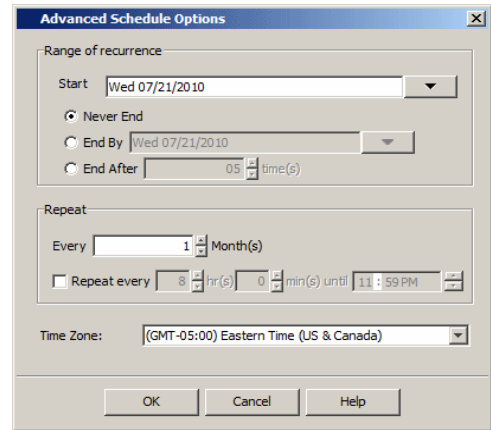 Advanced Schedule Options
Range of recurrence
Start Wed 07/21/2010
Never End
End By Wed 07/21/2010
End After 05 time(s)
Repeat
Every 1 Month(s)
Repeat every 8 hr(s) 0 min(s) until 11 : 59 PM
Time Zone: (GMT-05:00) Eastern Time (US & Canada)
OK Cancel Help